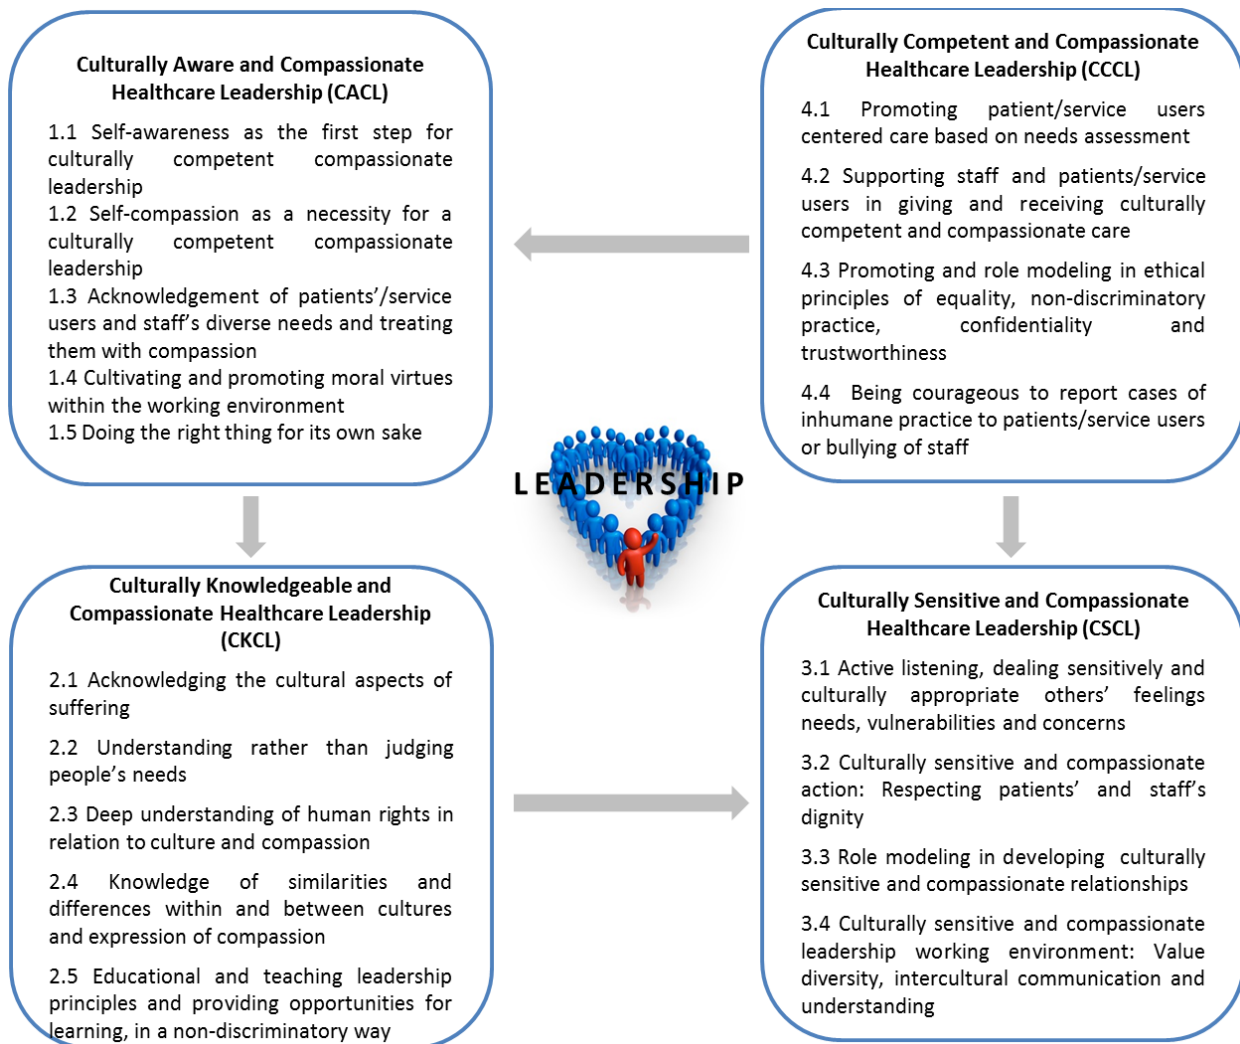 Culturally Aware and Compassionate
Healthcare Leadership (CACL)
1.1 Self-awareness as the first step for
culturally competent compassionate
leadership
1.2 Self-compassion as a necessity for a
culturally competent compassionate
leadership
1.3 Acknowledgement of patients'/service
users and staff's diverse needs and treating
them with compassion
1.4 Cultivating and promoting moral virtues
within the working environment
1.5 Doing the right thing for its own sake
Culturally Competent and Compassionate
Healthcare Leadership (CCCL)
4.1 Promoting patient/service users
centered care based on needs assessment
4.2 Supporting staff and patients/service
users in giving and receiving culturally
competent and compassionate care
4.3 Promoting and role modeling in ethical
principles of equality, non-discriminatory
practice, confidentiality and
trustworthiness
4.4 Being courageous to report cases of
inhumane practice to patients/service users
or bullying of staff
LEADERSHIP
Culturally Knowledgeable and
Compassionate Healthcare Leadership
(CKCL)
2.1 Acknowledging the cultural aspects of
suffering
2.2 Understanding rather than judging
people's needs
2.3 Deep understanding of human rights in
relation to culture and compassion
2.4 Knowledge of similarities and
differences within and between cultures
and expression of compassion
2.5 Educational and teaching leadership
principles and providing opportunities for
learning, in a non-discriminatory way
Culturally Sensitive and Compassionate
Healthcare Leadership (CSCL)
3.1 Active listening, dealing sensitively and
culturally appropriate others' feelings
needs, vulnerabilities and concerns
3.2 Culturally sensitive and compassionate
action: Respecting patients' and staff's
dignity
3.3 Role modeling in developing culturally
sensitive and compassionate relationships
3.4 Culturally sensitive and compassionate
leadership working environment: Value
diversity, intercultural communication and
understanding